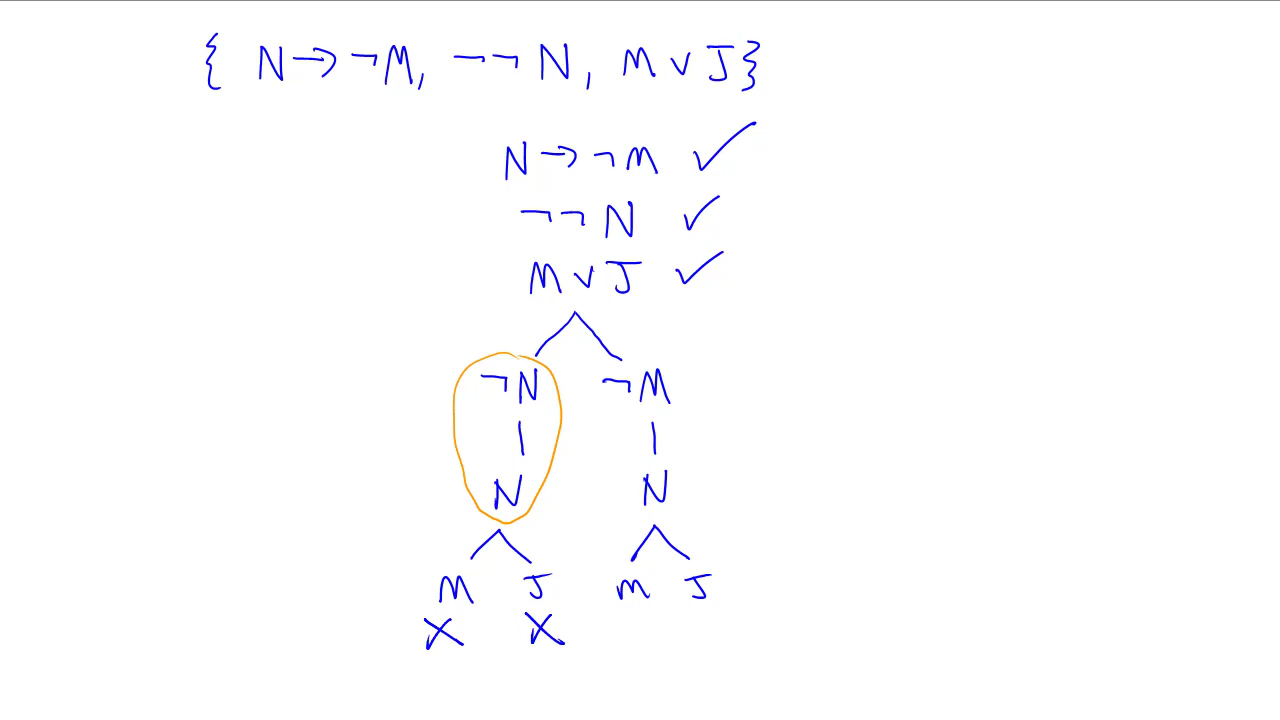 { N → ¬M, ¬¬N, M ∨ J }
N → ¬M ✓
¬¬N ✓
M ∨ J ✓
¬N ¬M
N N
M J M J
X X